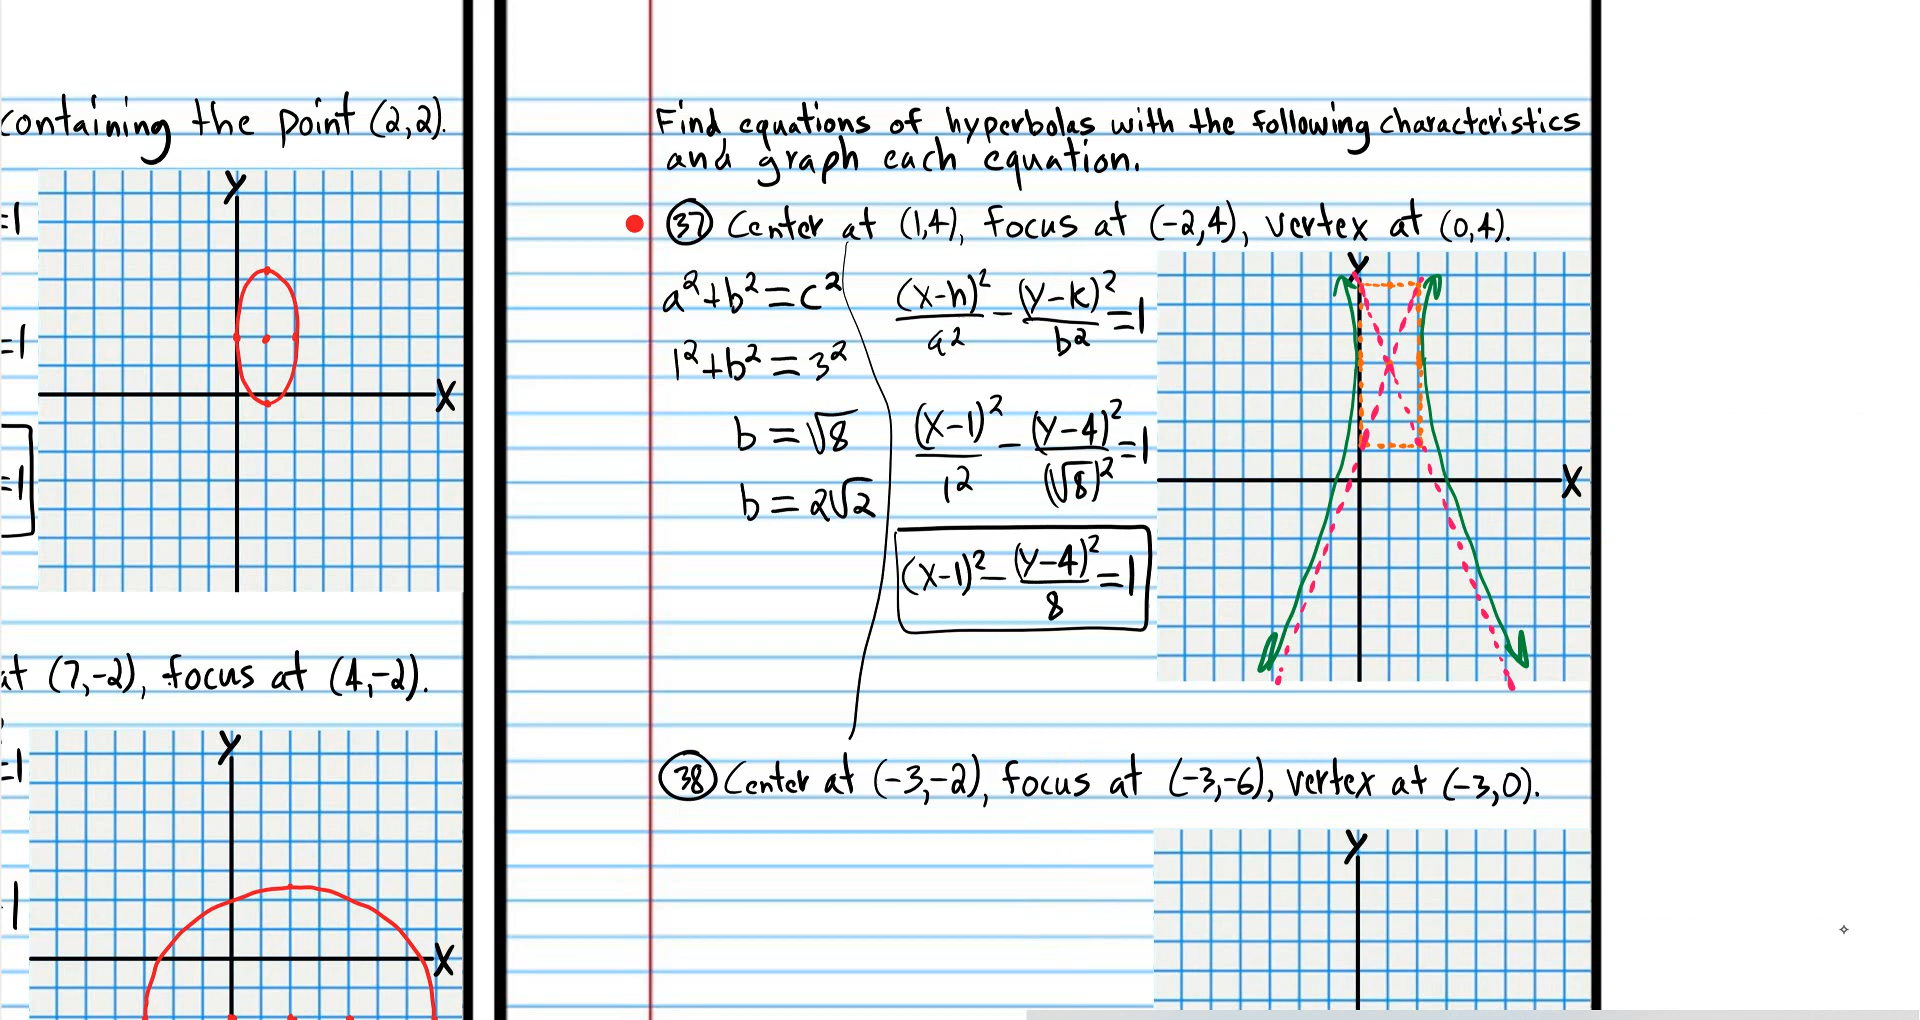 containing the point (2,2).
Y
=1
=1
X
=1
at (7,-2), focus at (4,-2).
Y
=1
1
X
Find equations of hyperbolas with the following characteristics
and graph each equation.
37 Center at (1,4), focus at (-2,4), vertex at (0,4).
a²+b²=c²
1²+b²=3²
b=√8
b=2√2
(x-h)²/a² - (y-k)²/b² =1
(x-1)²/1² - (y-4)²/(√8)² =1
(x-1)² - (y-4)²/8 =1
Y
X
38 Center at (-3,-2), focus at (-3,-6), vertex at (-3,0).
Y